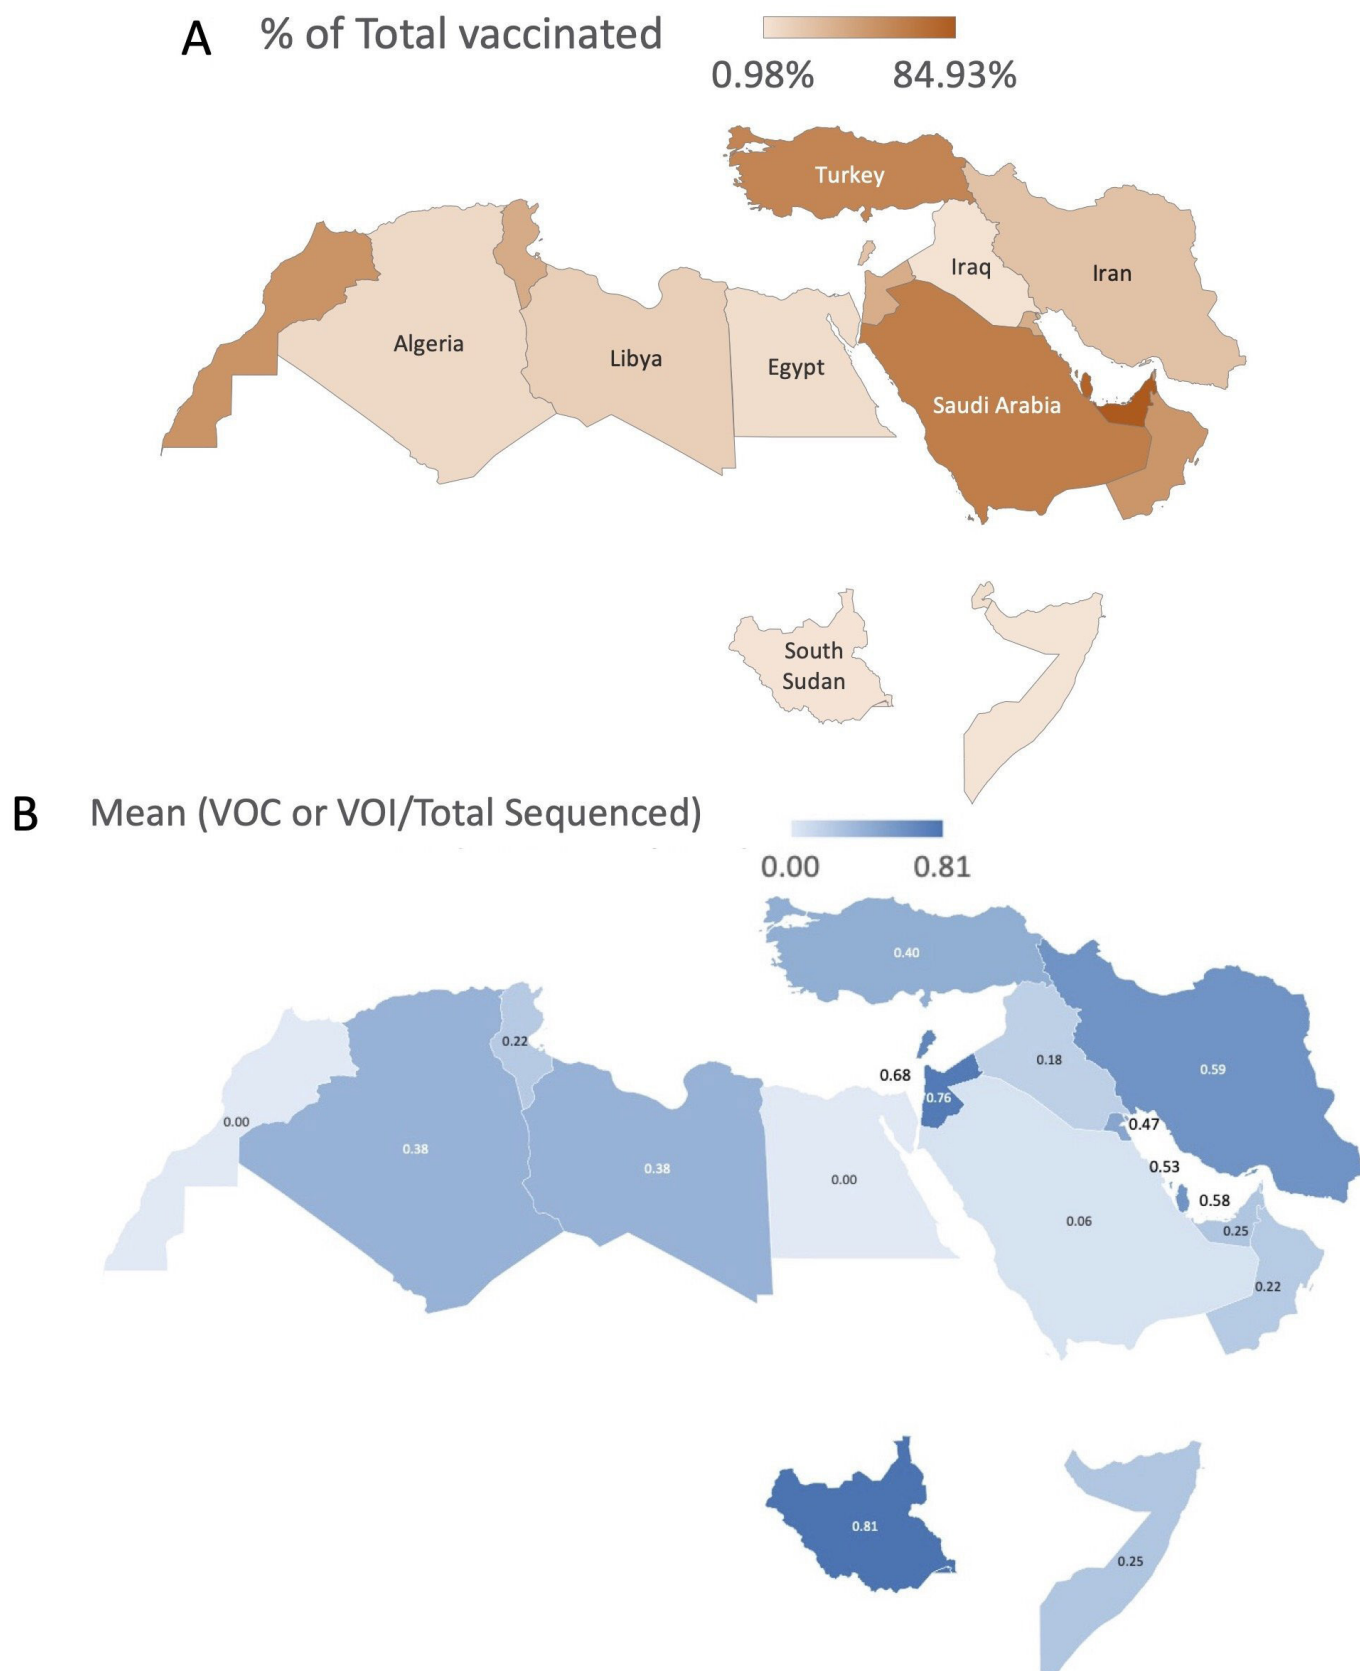 A % of Total vaccinated
0.98% 84.93%
Turkey
Iraq
Iran
Algeria
Libya
Egypt
Saudi Arabia
South
Sudan
B Mean (VOC or VOI/Total Sequenced)
0.00 0.81
0.40
0.22
0.68
0.18
0.59
0.76
0.00
0.47
0.38
0.38
0.53
0.00
0.58
0.06
0.25
0.22
0.81
0.25